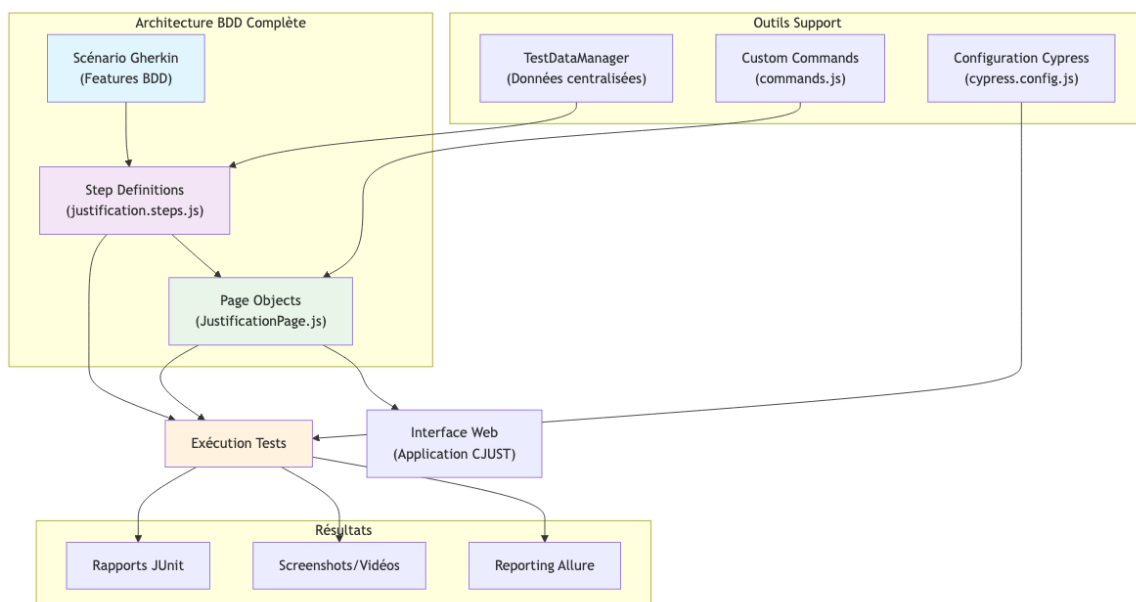 Architecture BDD Complète
Outils Support
Scénario Gherkin
(Features BDD)
TestDataManager
(Données centralisées)
Custom Commands
(commands.js)
Configuration Cypress
(cypress.config.js)
Step Definitions
(justification.steps.js)
Page Objects
(JustificationPage.js)
Exécution Tests
Interface Web
(Application CJUST)
Résultats
Rapports JUnit
Screenshots/Vidéos
Reporting Allure